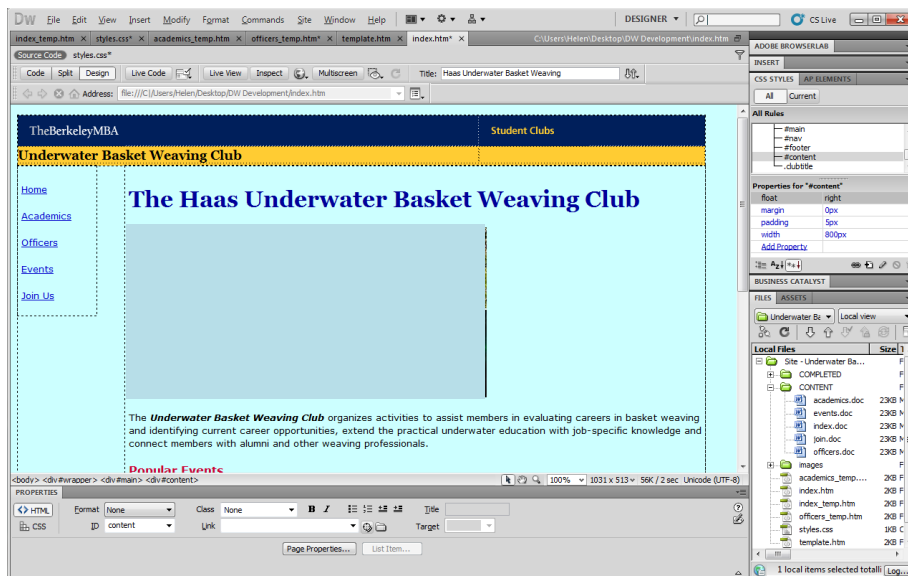 DW File Edit View Insert Modify Format Commands Site Window Help DESIGNER CS Live
index_temp.htm × styles.css* × academics_temp.htm × officers_temp.htm* × template.htm × index.htm* × C:\Users\Helen\Desktop\DW Development\index.htm
Source Code styles.css*
Code Split Design Live Code Live View Inspect Multiscreen Title: Haas Underwater Basket Weaving
Address: file:///C|/Users/Helen/Desktop/DW Development/index.htm
TheBerkeleyMBA Student Clubs
Underwater Basket Weaving Club
Home
Academics
Officers
Events
Join Us
The Haas Underwater Basket Weaving Club
The Underwater Basket Weaving Club organizes activities to assist members in evaluating careers in basket weaving
and identifying current career opportunities, extend the practical underwater education with job-specific knowledge and
connect members with alumni and other weaving professionals.
Popular Events
<body> <div#wrapper> <div#main> <div#content> 100% 1031 x 513 56K / 2 sec Unicode (UTF-8)
PROPERTIES
<> HTML Format None Class None B I Title
CSS ID content Link Target
Page Properties... List Item...
ADOBE BROWSERLAB
INSERT
CSS STYLES AP ELEMENTS
All Current
All Rules
#main
#nav
#footer
#content
.clubtitle
Properties for "#content"
float right
margin 0px
padding 5px
width 800px
Add Property
BUSINESS CATALYST
FILES ASSETS
Underwater Ba Local view
Local Files Size T
Site - Underwater Ba... F
COMPLETED F
CONTENT F
academics.doc 23KB M
events.doc 23KB M
index.doc 23KB M
join.doc 23KB M
officers.doc 23KB M
images F
academics_temp.... 2KB F
index.htm 2KB F
index_temp.htm 2KB F
officers_temp.htm 2KB F
styles.css 1KB C
template.htm 2KB F
1 local items selected totalli Log...